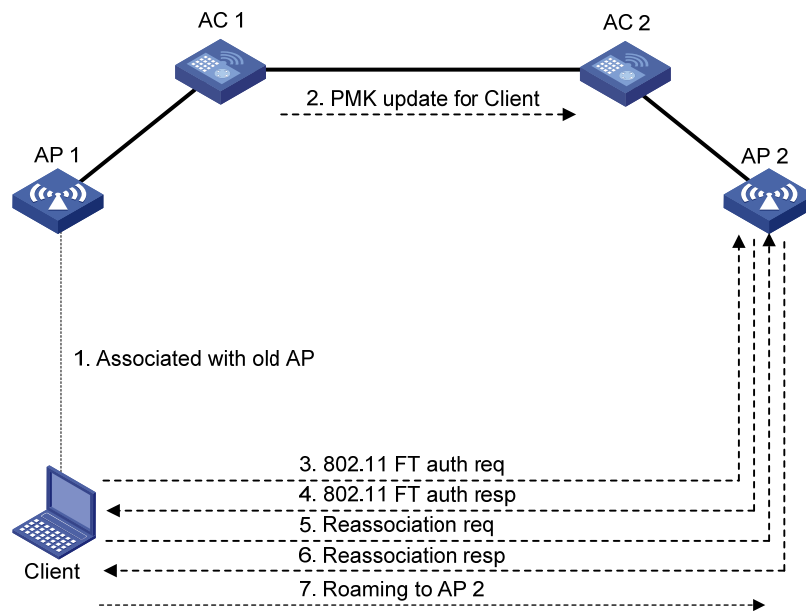 AC 1
AC 2
2. PMK update for Client
AP 1
AP 2
1. Associated with old AP
3. 802.11 FT auth req
4. 802.11 FT auth resp
5. Reassociation req
6. Reassociation resp
Client
7. Roaming to AP 2